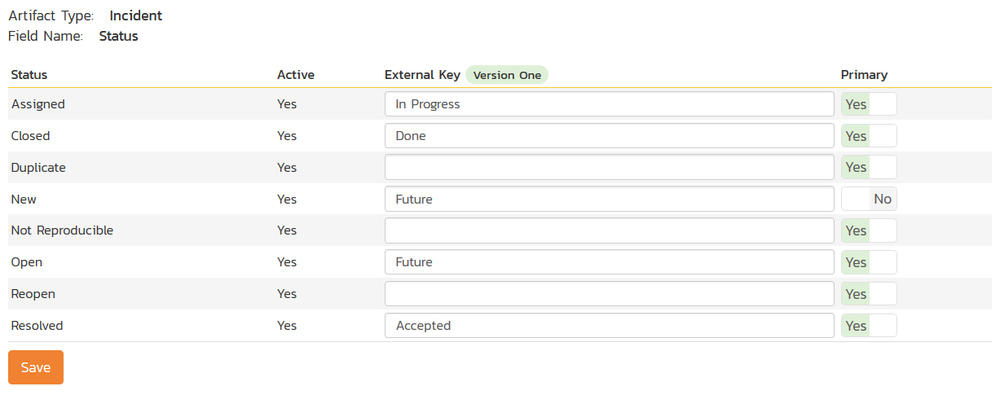 Artifact Type: Incident
Field Name: Status
Status Active External Key Version One Primary
Assigned Yes In Progress Yes
Closed Yes Done Yes
Duplicate Yes Yes
New Yes Future No
Not Reproducible Yes Yes
Open Yes Future Yes
Reopen Yes Yes
Resolved Yes Accepted Yes
Save